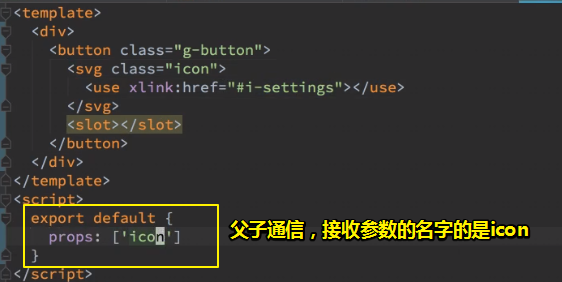 <template>
<div>
<button class="g-button">
<svg class="icon">
<use xlink:href="#i-settings"></use>
</svg>
<slot></slot>
</button>
</div>
</template>
<script>
export default {
props: ['icon']
}
</script>
父子通信，接收参数的名字的是icon